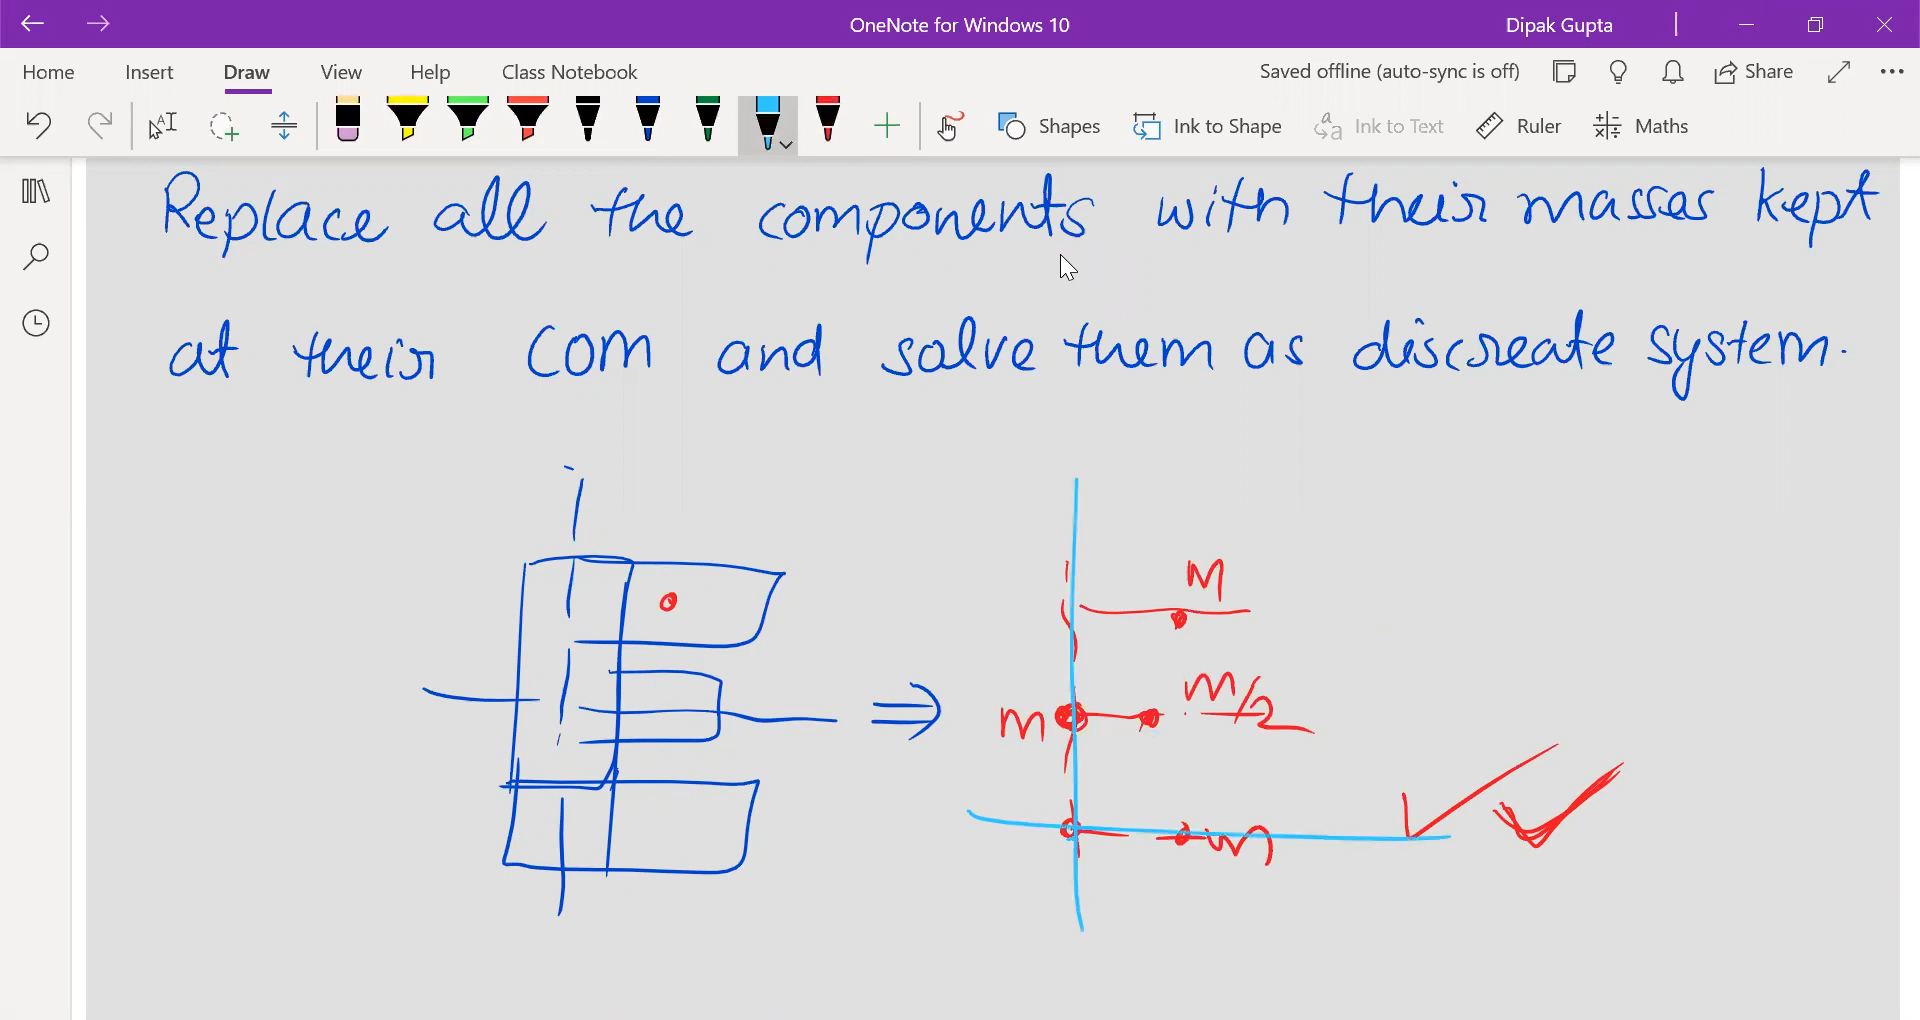 OneNote for Windows 10
Dipak Gupta
Home Insert Draw View Help Class Notebook
Saved offline (auto-sync is off) Share
Shapes Ink to Shape Ink to Text Ruler Maths
Replace all the components with their masses kept
at their COM and solve them as discreate system.
M
m m/2
m